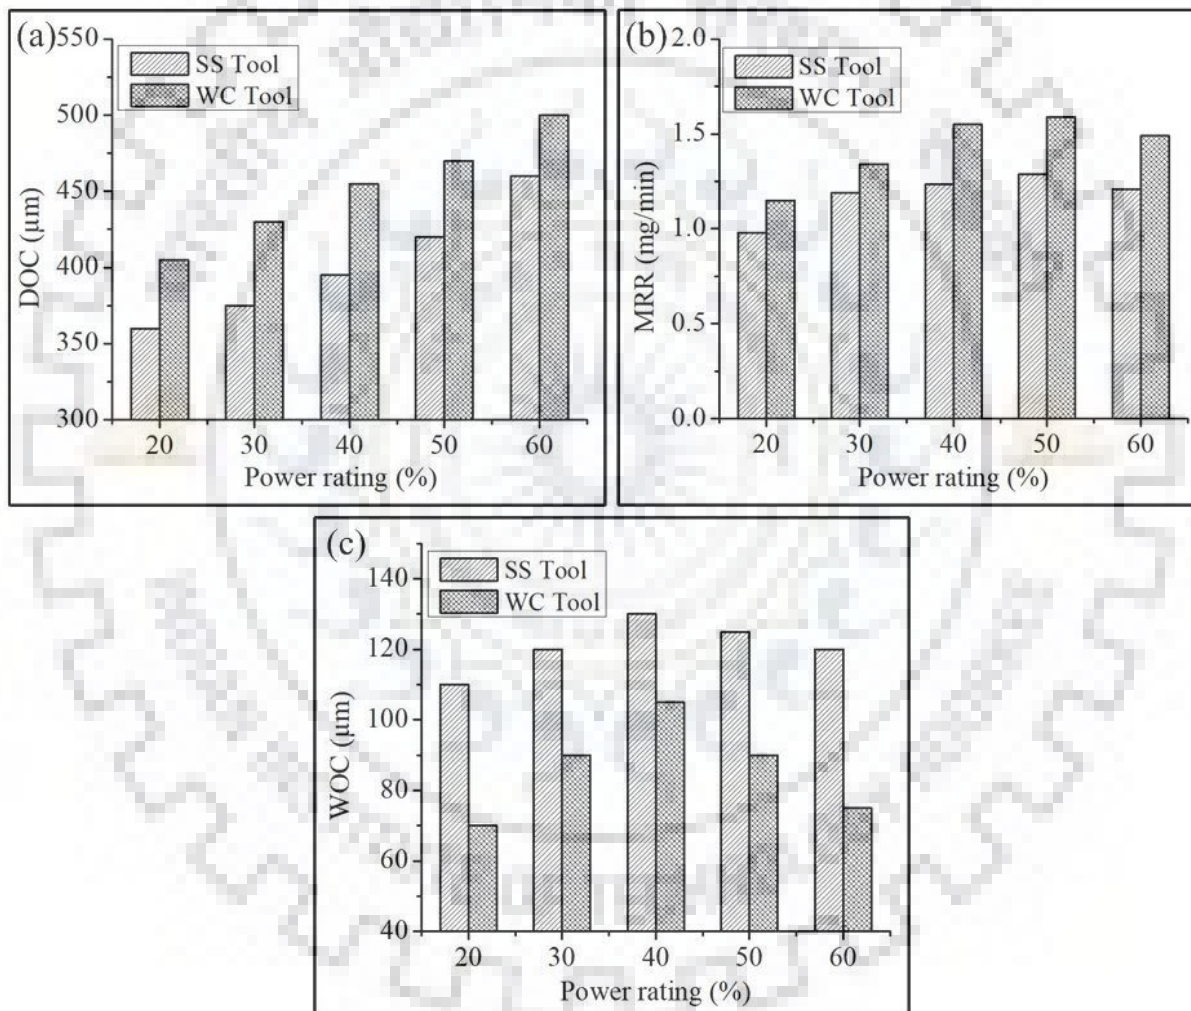 (a)
550
500
450
400
350
300
DOC (μm)
SS Tool
WC Tool
20 30 40 50 60
Power rating (%)
(b)
2.0
1.5
1.0
0.5
0.0
MRR (mg/min)
SS Tool
WC Tool
20 30 40 50 60
Power rating (%)
(c)
140
120
100
80
60
40
WOC (μm)
SS Tool
WC Tool
20 30 40 50 60
Power rating (%)